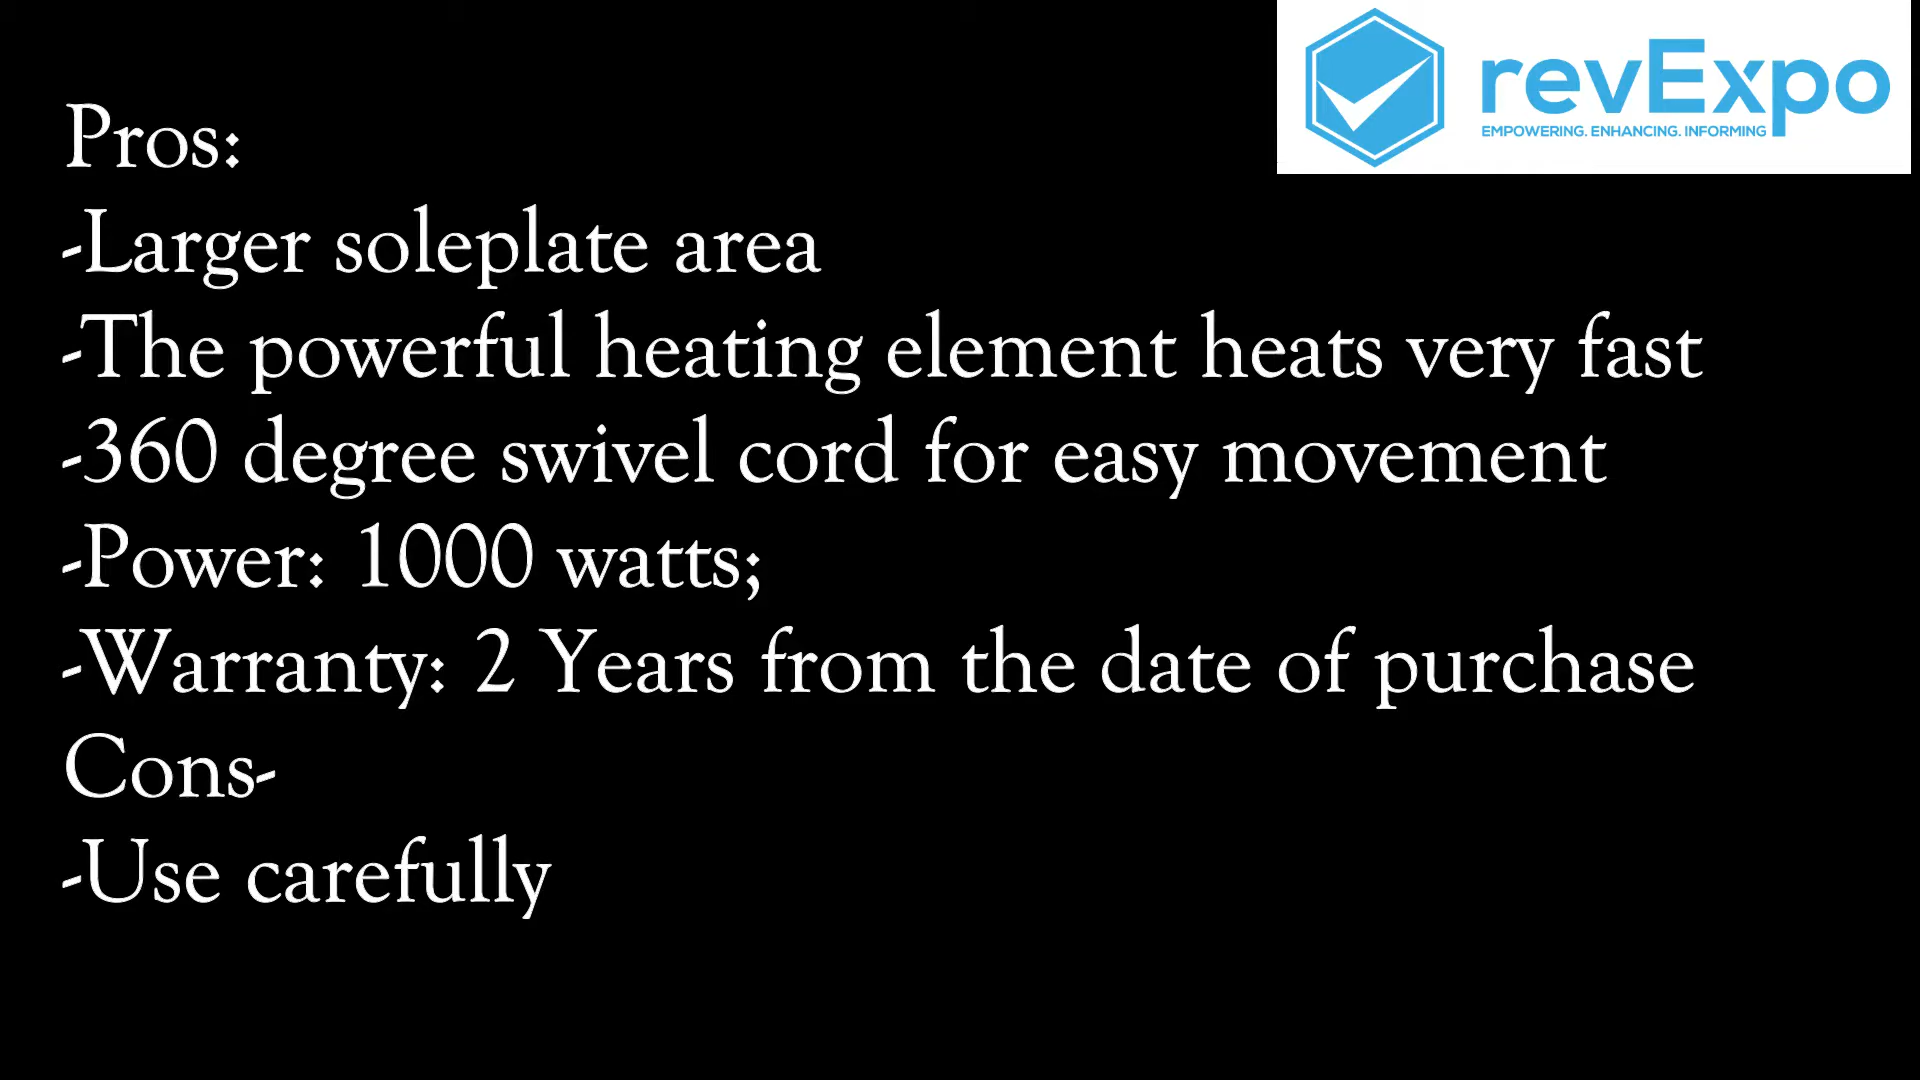 revExpo
EMPOWERING. ENHANCING. INFORMING
Pros:
-Larger soleplate area
-The powerful heating element heats very fast
-360 degree swivel cord for easy movement
-Power: 1000 watts;
-Warranty: 2 Years from the date of purchase
Cons-
-Use carefully